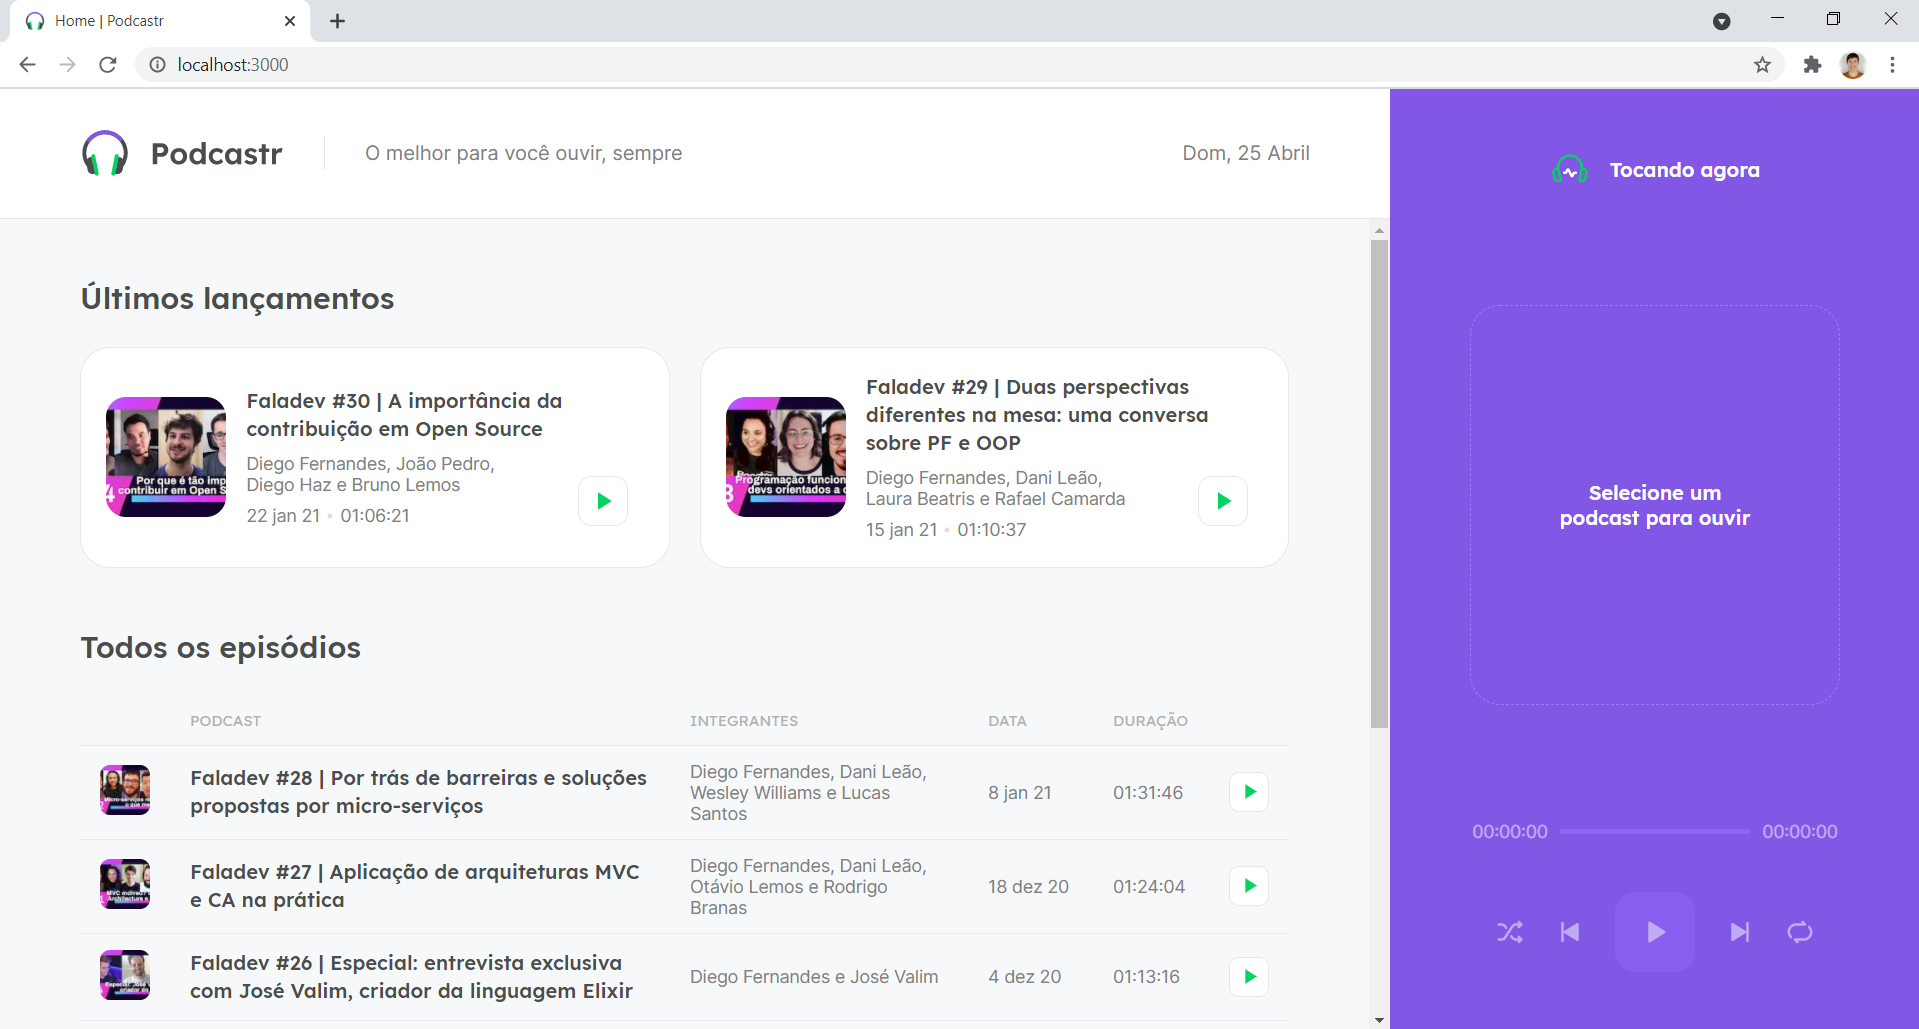 Home | Podcastr
localhost:3000
Podcastr
O melhor para você ouvir, sempre
Dom, 25 Abril
Tocando agora
Últimos lançamentos
Faladev #30 | A importância da
contribuição em Open Source
Diego Fernandes, João Pedro,
Diego Haz e Bruno Lemos
22 jan 21 • 01:06:21
Por que é tão imp
contribuir em Open S
Faladev #29 | Duas perspectivas
diferentes na mesa: uma conversa
sobre PF e OOP
Diego Fernandes, Dani Leão,
Laura Beatris e Rafael Camarda
15 jan 21 • 01:10:37
Programação funcion
devs orientados a
Selecione um
podcast para ouvir
Todos os episódios
PODCAST INTEGRANTES DATA DURAÇÃO
Faladev #28 | Por trás de barreiras e soluções
propostas por micro-serviços
Diego Fernandes, Dani Leão,
Wesley Williams e Lucas
Santos
8 jan 21
01:31:46
Faladev #27 | Aplicação de arquiteturas MVC
e CA na prática
Diego Fernandes, Dani Leão,
Otávio Lemos e Rodrigo
Branas
18 dez 20
01:24:04
Faladev #26 | Especial: entrevista exclusiva
com José Valim, criador da linguagem Elixir
Diego Fernandes e José Valim
4 dez 20
01:13:16
00:00:00
00:00:00